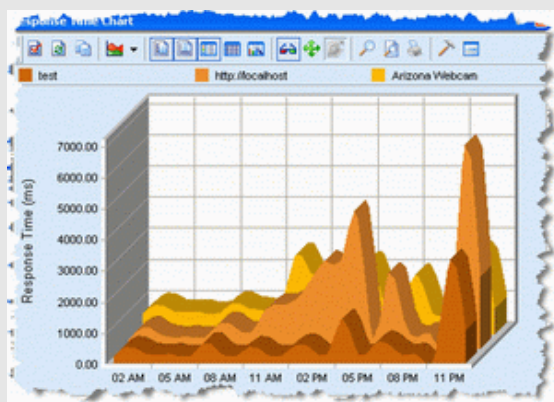 Response Time Chart
test http://localhost Arizona Webcam
7000.00
6000.00
5000.00
4000.00
3000.00
2000.00
1000.00
0.00
Response Time (ms)
02 AM 05 AM 08 AM 11 AM 02 PM 05 PM 08 PM 11 PM